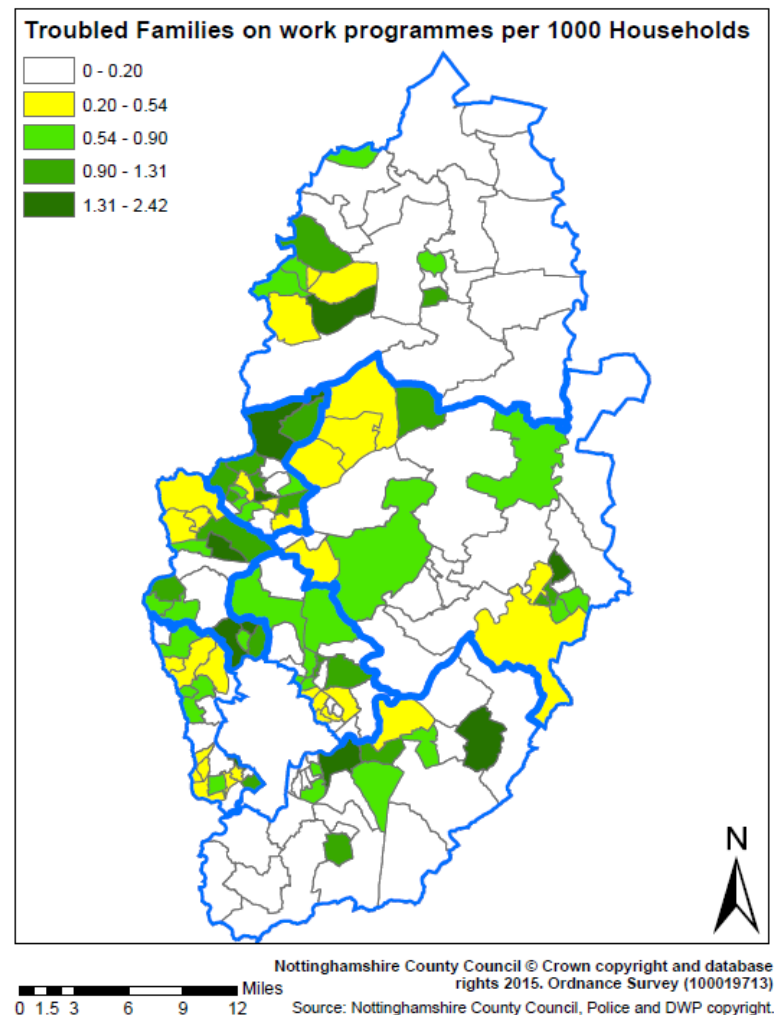 Troubled Families on work programmes per 1000 Households
0 - 0.20
0.20 - 0.54
0.54 - 0.90
0.90 - 1.31
1.31 - 2.42
N
Nottinghamshire County Council © Crown copyright and database
rights 2015. Ordnance Survey (100019713)
Miles
0 1.5 3 6 9 12
Source: Nottinghamshire County Council, Police and DWP copyright.